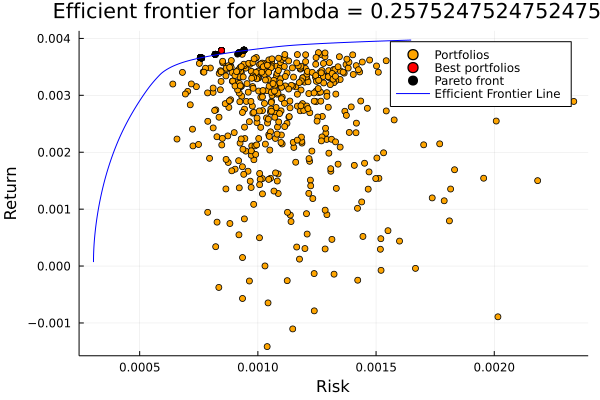 Efficient frontier for lambda = 0.2575247524752475
Return
0.004
0.003
0.002
0.001
0.000
−0.001
Portfolios
Best portfolios
Pareto front
Efficient Frontier Line
0.0005
0.0010
0.0015
0.0020
Risk